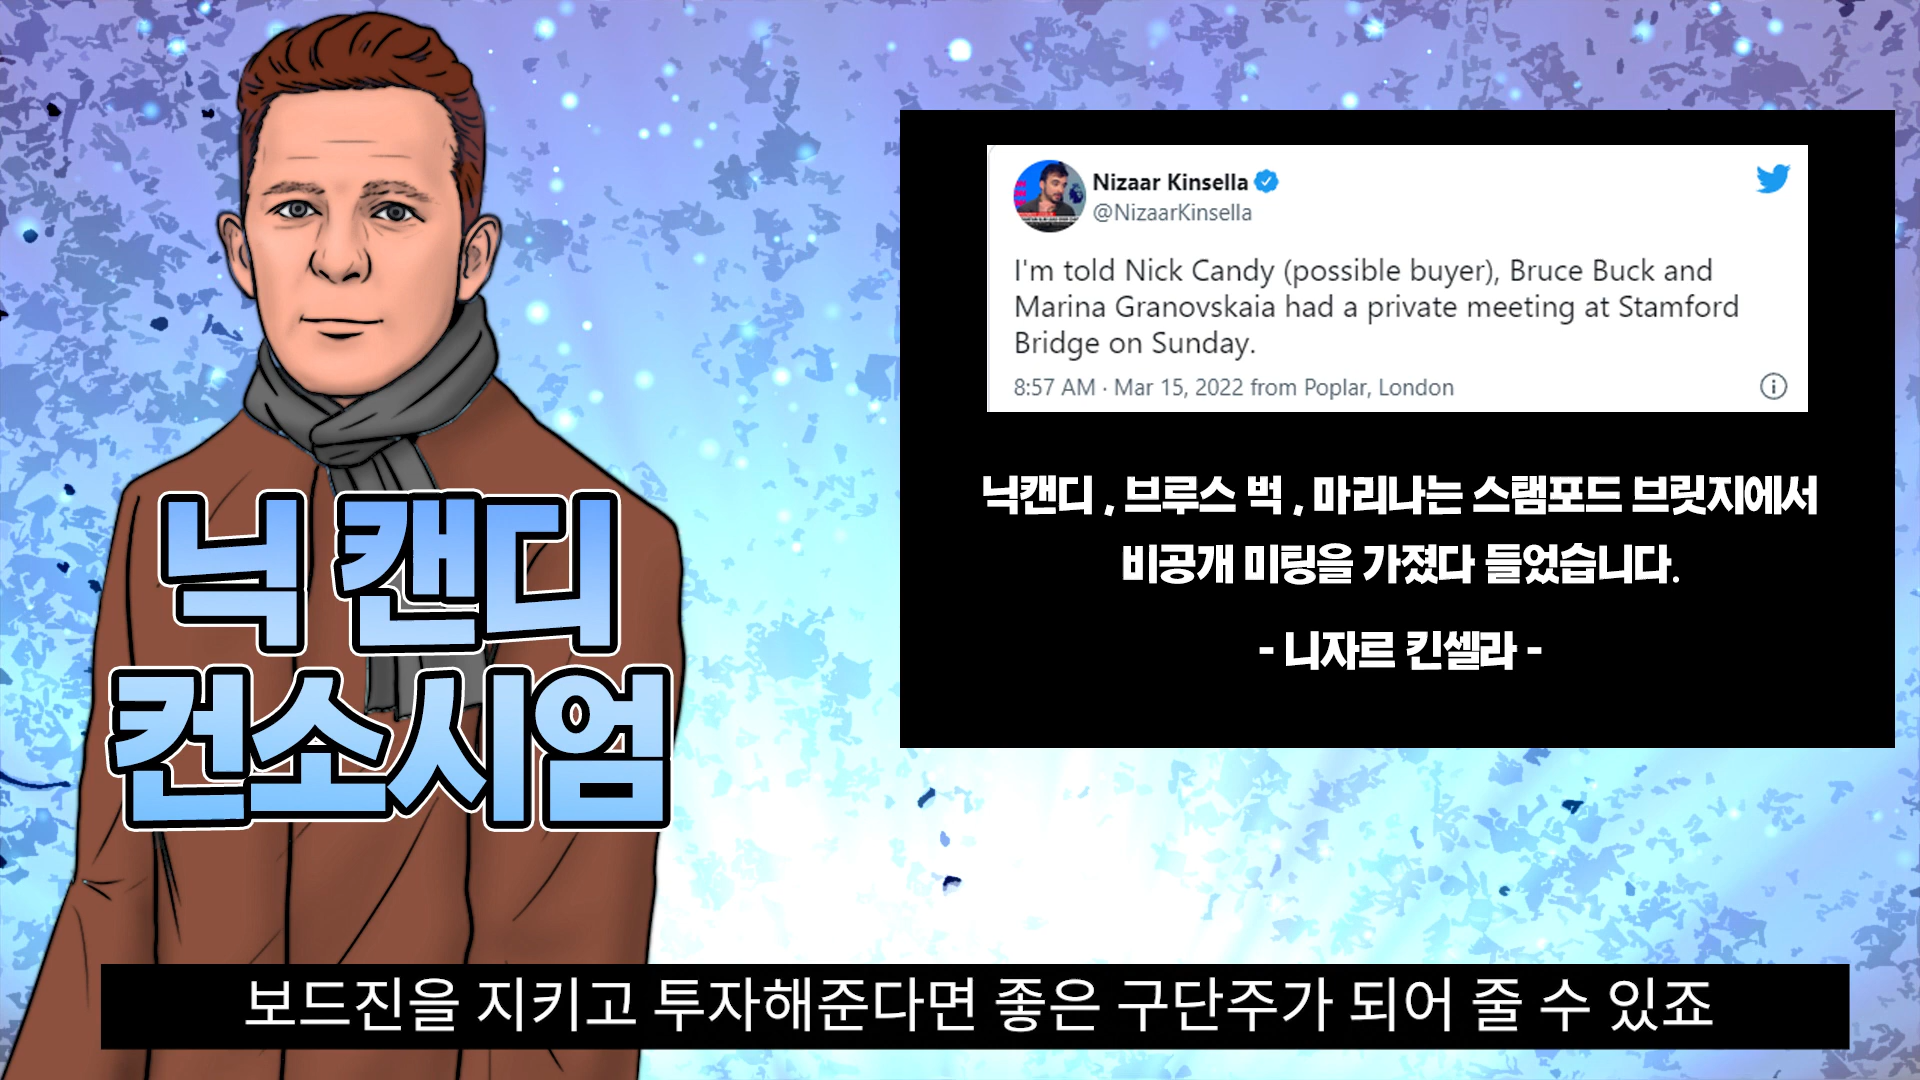 닉 캔디
컨소시엄
Nizaar Kinsella
@NizaarKinsella
I'm told Nick Candy (possible buyer), Bruce Buck and
Marina Granovskaia had a private meeting at Stamford
Bridge on Sunday.
8:57 AM · Mar 15, 2022 from Poplar, London
닉캔디 , 브루스 벅 , 마리나는 스탬포드 브릿지에서
비공개 미팅을 가졌다 들었습니다.
- 니자르 킨셀라 -
보드진을 지키고 투자해준다면 좋은 구단주가 되어 줄 수 있죠